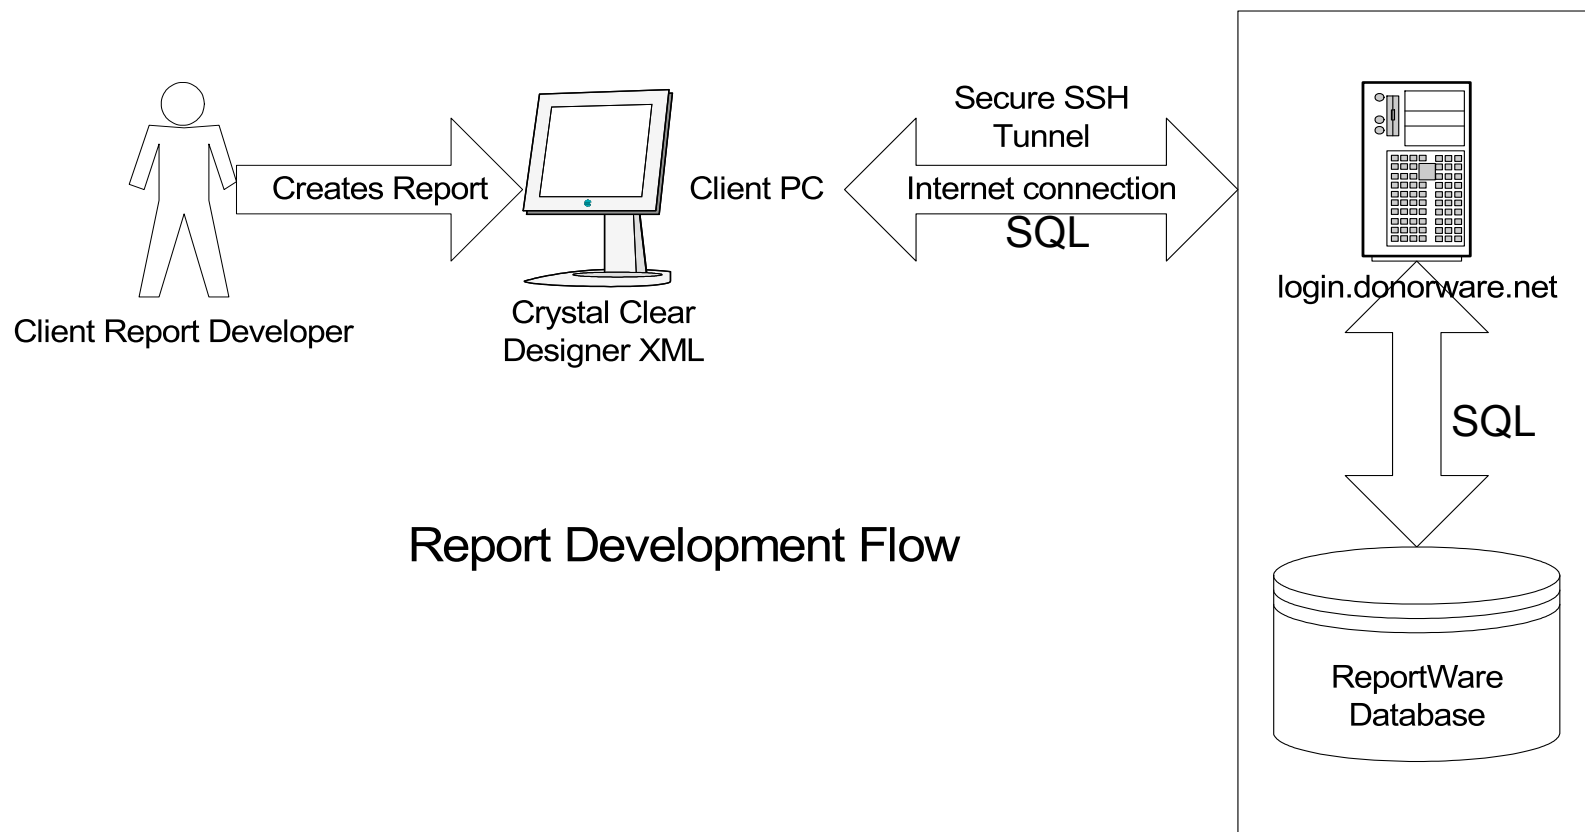 Secure SSH
Tunnel
Creates Report
Client PC
Internet connection
SQL
login.donorware.net
Client Report Developer
Crystal Clear
Designer XML
SQL
Report Development Flow
ReportWare
Database